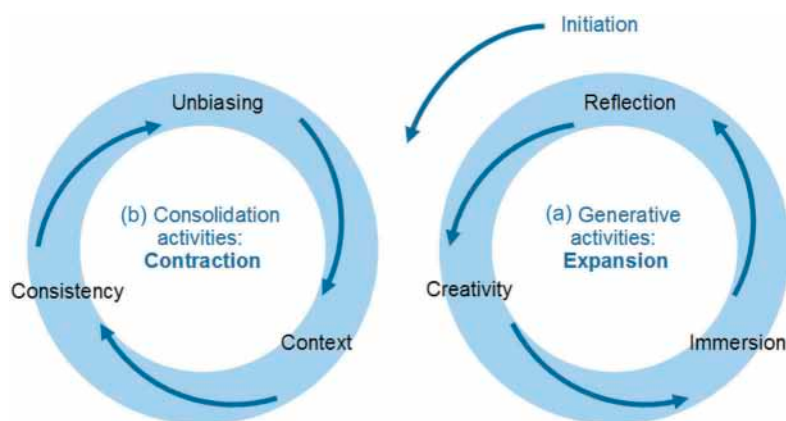 Initiation
Unbiasing
Reflection
(b) Consolidation
activities:
Contraction
(a) Generative
activities:
Expansion
Consistency
Creativity
Context
Immersion